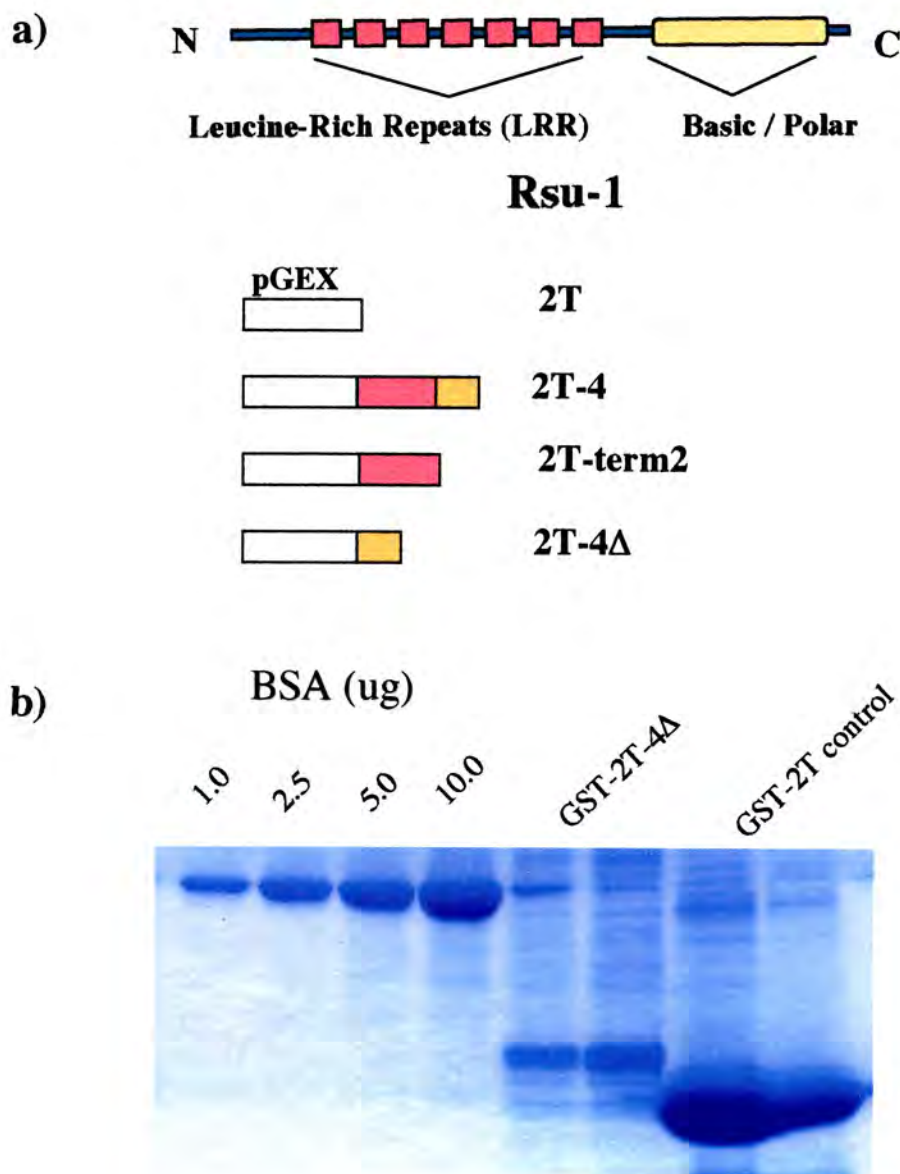 a)
N
C
Leucine-Rich Repeats (LRR)
Basic / Polar
Rsu-1
pGEX
2T
2T-4
2T-term2
2T-4Δ
b)
BSA (ug)
1.0
2.5
5.0
10.0
GST-2T-4Δ
GST-2T control